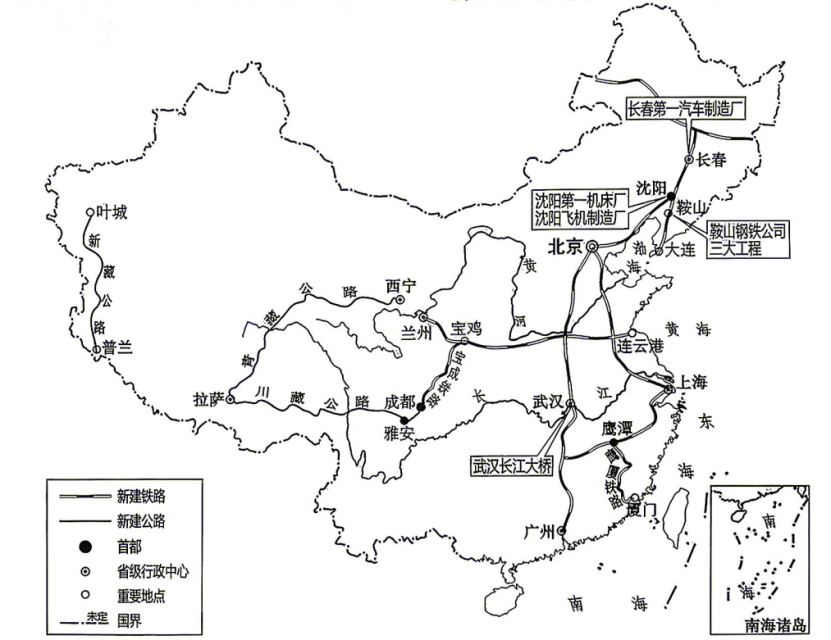 长春第一汽车制造厂
长春
沈阳
沈阳第一机床厂
沈阳飞机制造厂
鞍山
鞍山钢铁公司
三大工程
叶城
新藏公路
北京
大连
渤海
黄河
西宁
青藏公路
兰州
宝鸡
连云港
黄海
普兰
宝成铁路
拉萨
川藏公路
成都
雅安
长江
武汉
上海
东海
鹰潭
武汉长江大桥
鹰厦铁路
厦门
广州
南海
新建铁路
新建公路
首都
省级行政中心
重要地点
未定
国界
南海
南海诸岛